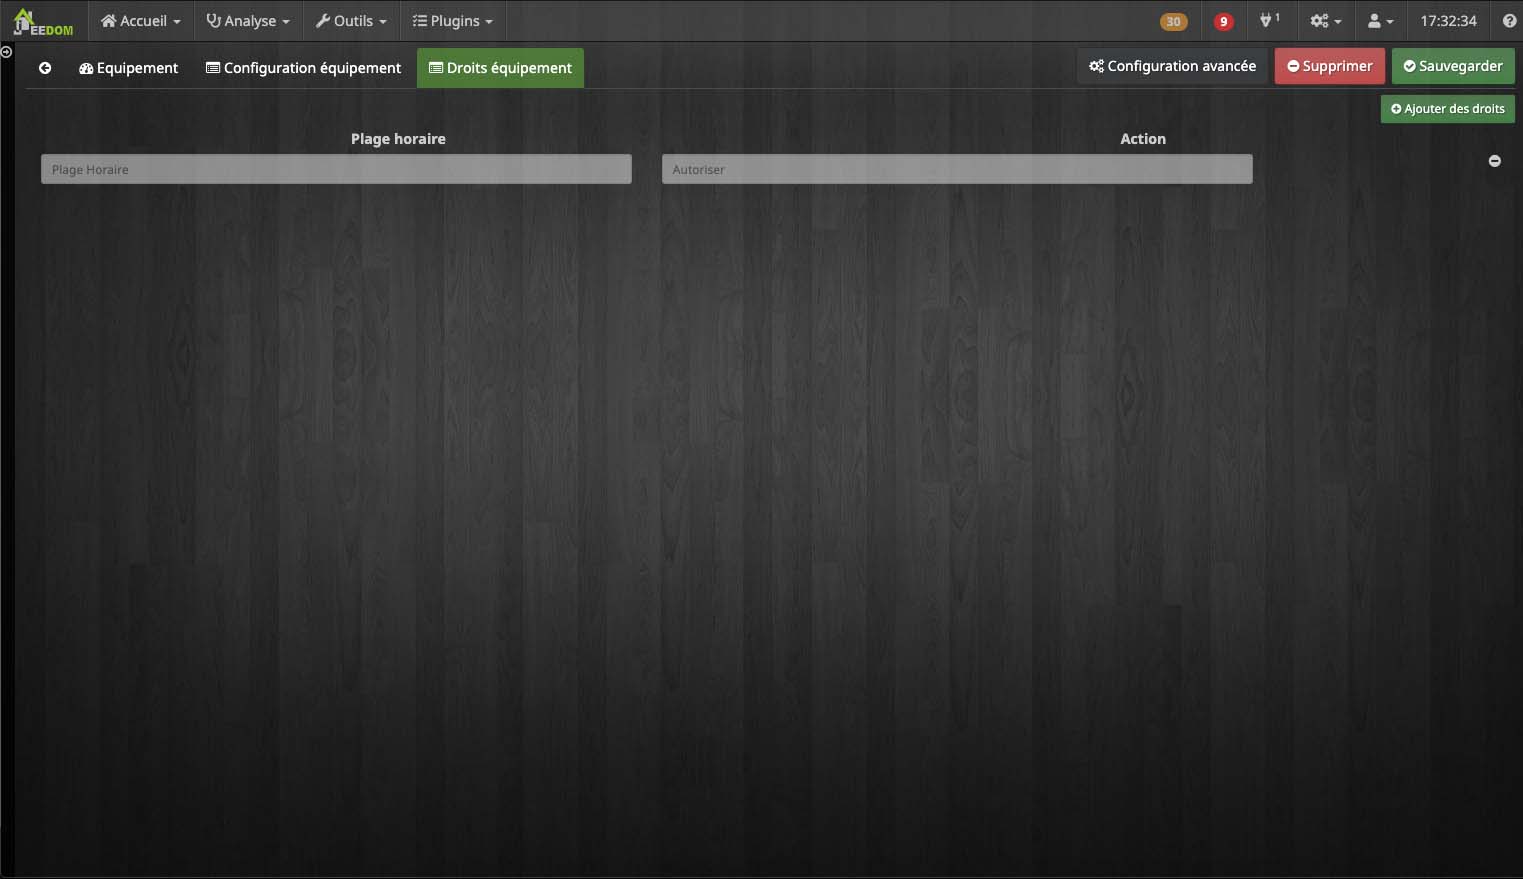 JEEDOM Accueil Analyse Outils Plugins 30 9 1 17:32:34
Equipement Configuration équipement Droits équipement Configuration avancée Supprimer Sauvegarder
Ajouter des droits
Plage horaire Action
Plage Horaire Autoriser